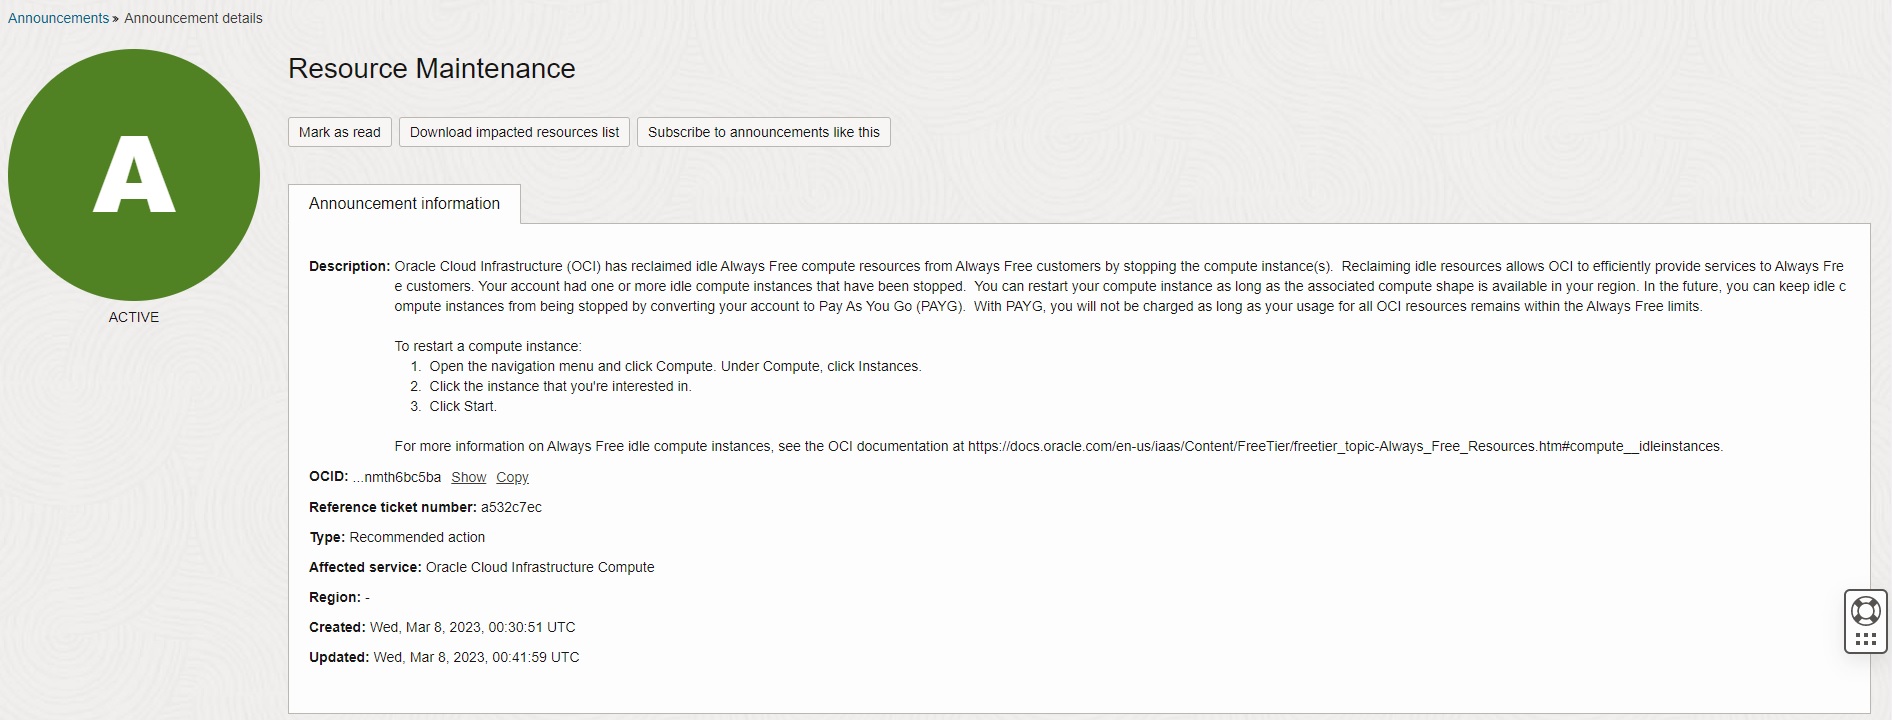 Announcements » Announcement details
A
ACTIVE
Resource Maintenance
Mark as read
Download impacted resources list
Subscribe to announcements like this
Announcement information
Description: Oracle Cloud Infrastructure (OCI) has reclaimed idle Always Free compute resources from Always Free customers by stopping the compute instance(s).  Reclaiming idle resources allows OCI to efficiently provide services to Always Fre
e customers. Your account had one or more idle compute instances that have been stopped.  You can restart your compute instance as long as the associated compute shape is available in your region. In the future, you can keep idle c
ompute instances from being stopped by converting your account to Pay As You Go (PAYG).  With PAYG, you will not be charged as long as your usage for all OCI resources remains within the Always Free limits.
To restart a compute instance:
1. Open the navigation menu and click Compute. Under Compute, click Instances.
2. Click the instance that you're interested in.
3. Click Start.
For more information on Always Free idle compute instances, see the OCI documentation at https://docs.oracle.com/en-us/iaas/Content/FreeTier/freetier_topic-Always_Free_Resources.htm#compute__idleinstances.
OCID: ...nmth6bc5ba Show Copy
Reference ticket number: a532c7ec
Type: Recommended action
Affected service: Oracle Cloud Infrastructure Compute
Region: -
Created: Wed, Mar 8, 2023, 00:30:51 UTC
Updated: Wed, Mar 8, 2023, 00:41:59 UTC